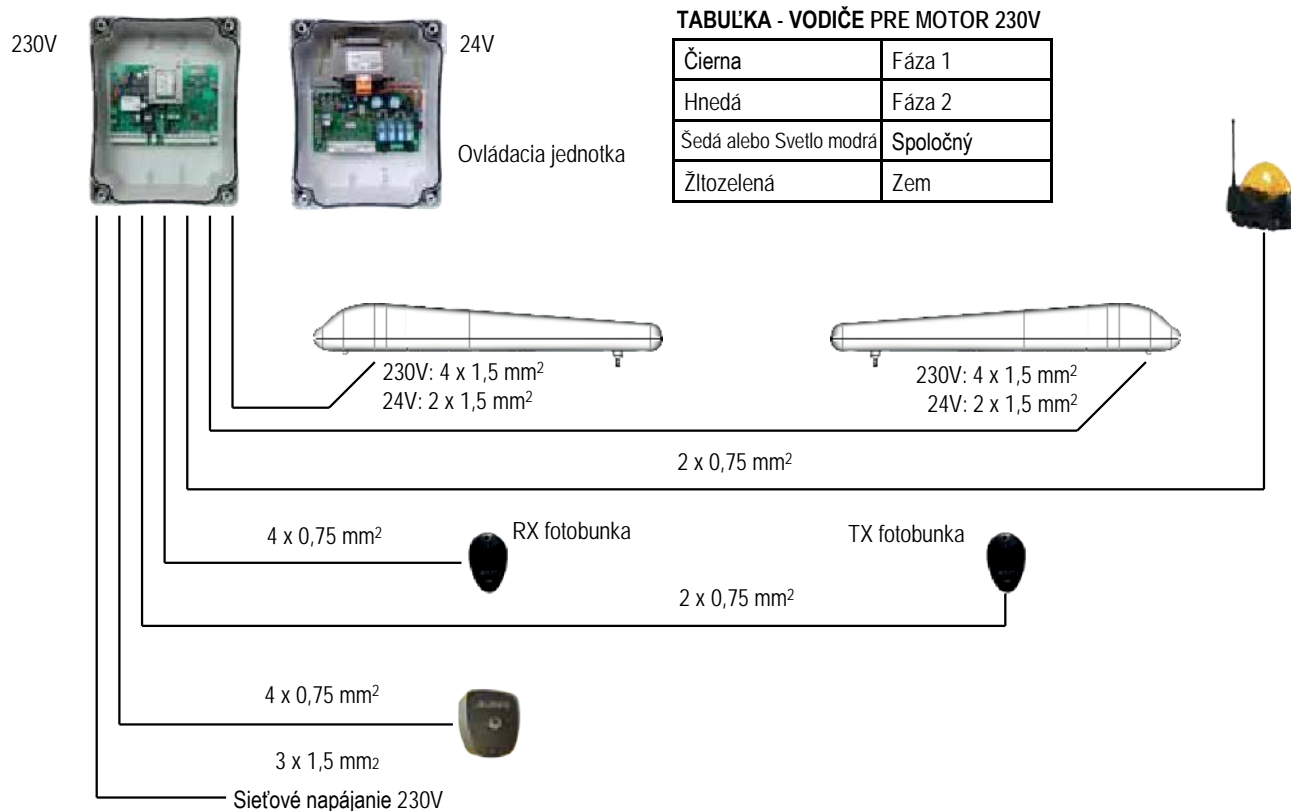 230V
24V
Ovládacia jednotka
TABUĽKA - VODIČE PRE MOTOR 230V
Čierna Fáza 1
Hnedá Fáza 2
Šedá alebo Svetlo modrá Spoločný
Žltozelená Zem
230V: 4 x 1,5 mm²
24V: 2 x 1,5 mm²
230V: 4 x 1,5 mm²
24V: 2 x 1,5 mm²
2 x 0,75 mm²
4 x 0,75 mm²
RX fotobunka
TX fotobunka
2 x 0,75 mm²
4 x 0,75 mm²
3 x 1,5 mm₂
Sieťové napájanie 230V